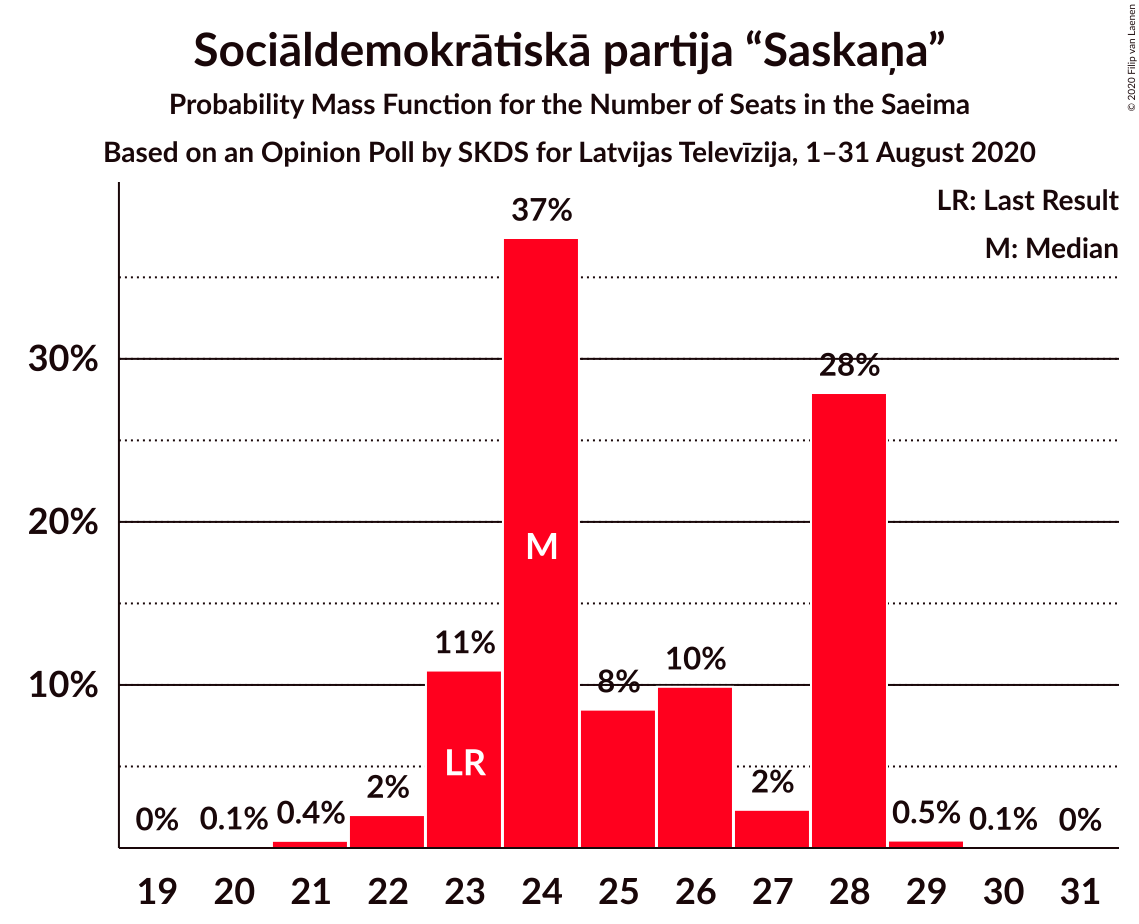 Sociāldemokrātiskā partija “Saskaņa”
Probability Mass Function for the Number of Seats in the Saeima
Based on an Opinion Poll by SKDS for Latvijas Televīzija, 1–31 August 2020
© 2020 Filip van Laenen
LR: Last Result
M: Median
30%
20%
10%
0%
0.1%
0.4%
2%
11%
37%
8%
10%
2%
28%
0.5%
0.1%
0%
LR
M
19 20 21 22 23 24 25 26 27 28 29 30 31